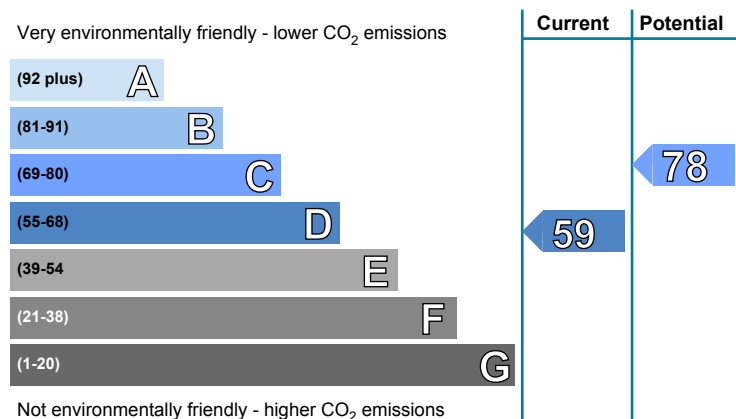 Current Potential
Very environmentally friendly - lower CO₂ emissions
(92 plus) A
(81-91) B
(69-80) C
78
(55-68) D
59
(39-54 E
(21-38) F
(1-20) G
Not environmentally friendly - higher CO₂ emissions